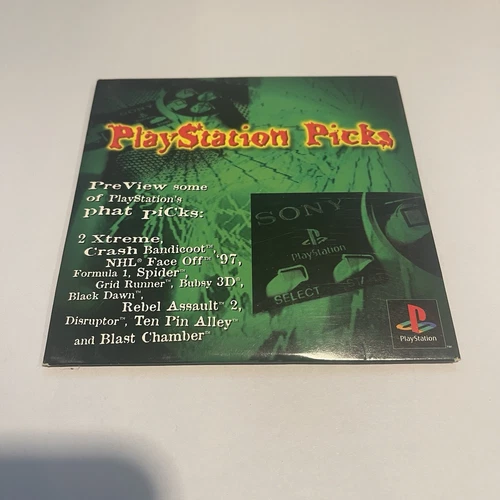 PlayStation Picks
PreView some
of PlayStation's
phat piCks:
2 Xtreme,
Crash Bandicoot™,
NHL® Face Off™ '97,
Formula 1, Spider™,
Grid Runner™, Bubsy 3D™,
Black Dawn™,
Rebel Assault™ 2,
Disruptor™, Ten Pin Alley™
and Blast Chamber™
SONY
PlayStation
SELECT
START
PlayStation